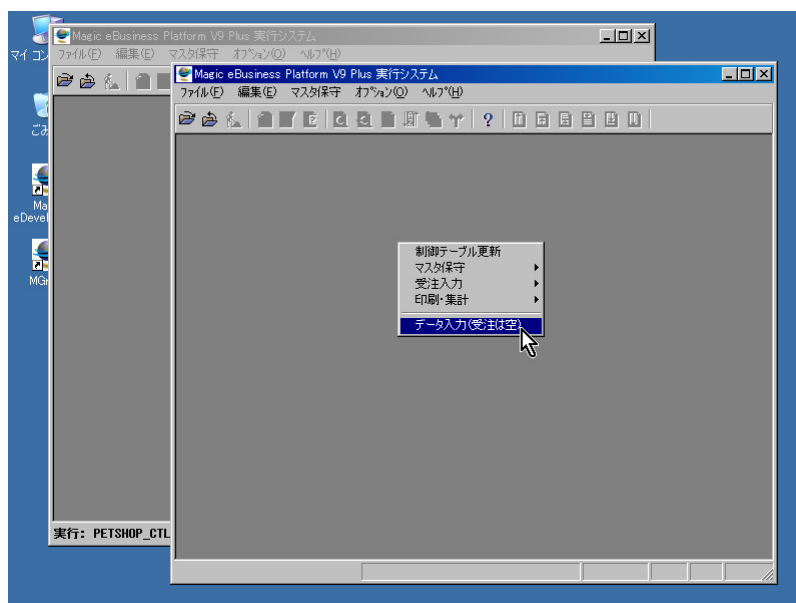 Magic eBusiness Platform V9 Plus 実行システム
ファイル(F) 編集(E) マスタ保守 オプション(O) ヘルプ(H)
Magic eBusiness Platform V9 Plus 実行システム
ファイル(F) 編集(E) マスタ保守 オプション(O) ヘルプ(H)
マイ コン
ごみ
Ma
eDevel
MGr
制御テーブル更新
マスタ保守
受注入力
印刷・集計
データ入力(受注は空)
実行: PETSHOP_CTL